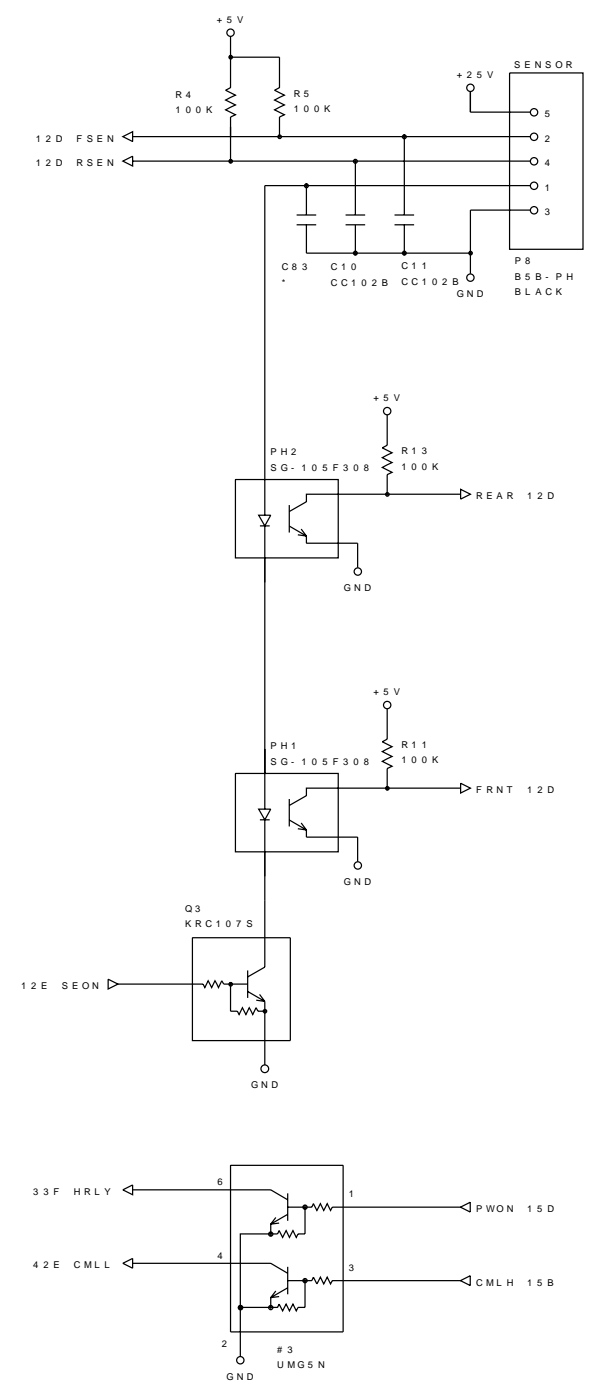 +5V
SENSOR
+25V
R4
100K
R5
100K
5
12D FSEN
2
12D RSEN
4
1
3
C83
*
C10
CC102B
C11
CC102B
GND
P8
B5B-PH
BLACK
+5V
PH2
SG-105F308
R13
100K
REAR 12D
GND
+5V
PH1
SG-105F308
R11
100K
FRNT 12D
GND
Q3
KRC107S
12E SEON
GND
33F HRLY
6
1
PWON 15D
42E CMLL
4
3
CMLH 15B
2
#3
UMG5N
GND